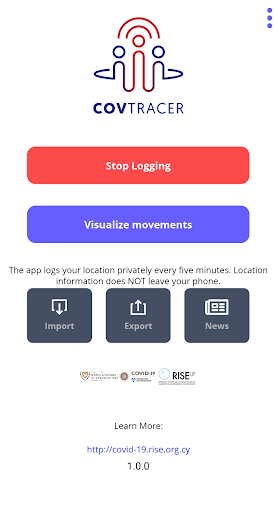 COVTRACER
Stop Logging
Visualize movements
The app logs your location privately every five minutes. Location
information does NOT leave your phone.
Import
Export
News
COVID-19
RISE
Learn More:
http://covid-19.rise.org.cy
1.0.0